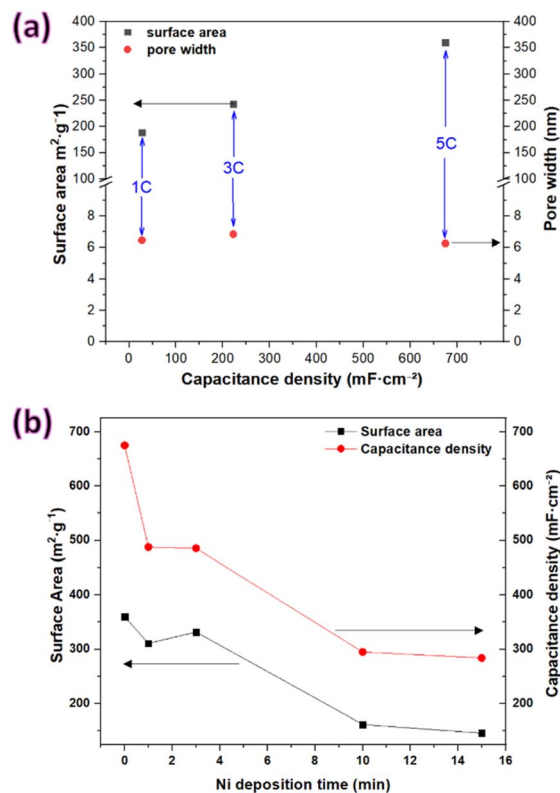 (a)
surface area
pore width
400
350
300
250
200
150
100
8
6
4
2
0
Surface area m²·g⁻¹)
1C
3C
5C
400
350
300
250
200
150
100
8
6
4
2
0
Pore width (nm)
0 100 200 300 400 500 600 700
Capacitance density (mF·cm⁻²)
(b)
Surface area
Capacitance density
700
600
500
400
300
200
Surface Area (m²·g⁻¹)
700
600
500
400
300
200
Capacitance density (mF·cm⁻²)
0 2 4 6 8 10 12 14 16
Ni deposition time (min)